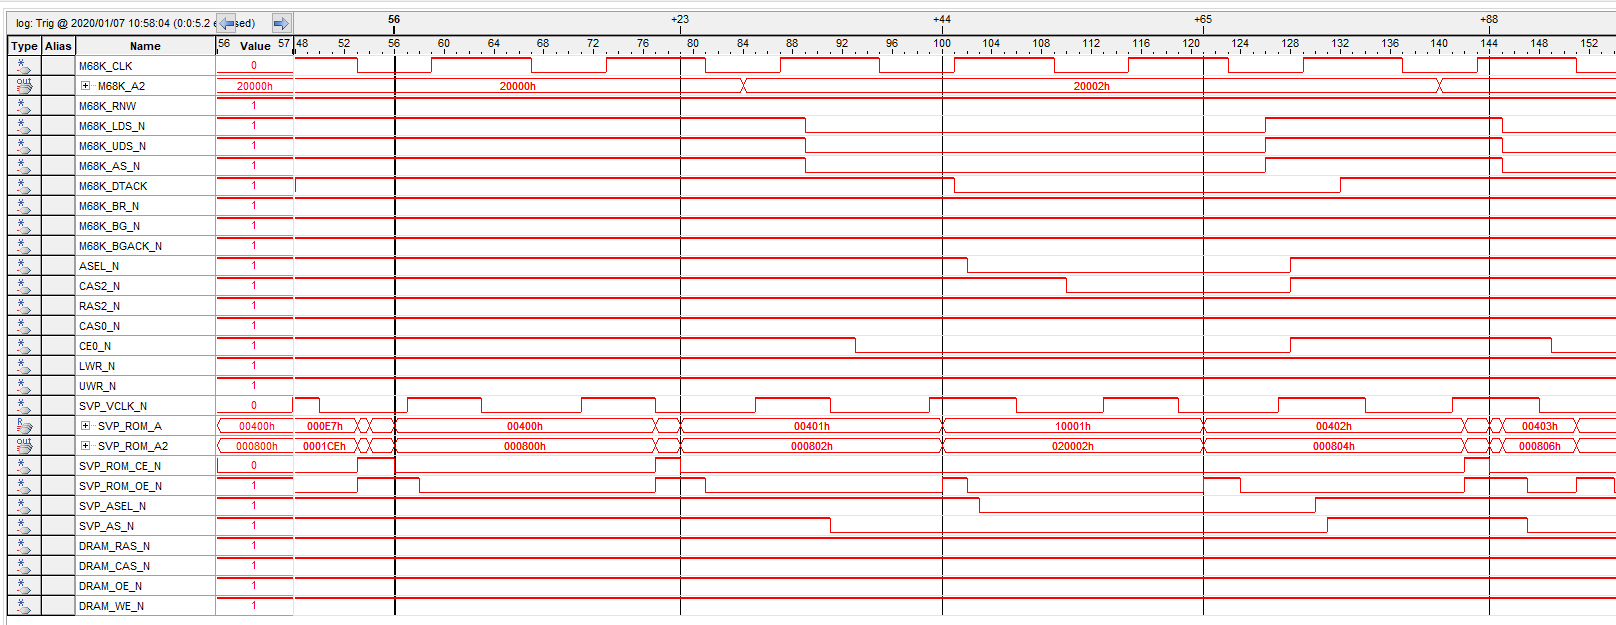 log: Trig @ 2020/01/07 10:58:04 (0:0:5.2 e sed) 56 +23 +44 +65 +88
Type Alias Name 56 Value 57 48 52 56 60 64 68 72 76 80 84 88 92 96 100 104 108 112 116 120 124 128 132 136 140 144 148 152
M68K_CLK 0
out M68K_A2 20000h 20000h 20002h
M68K_RNW 1
M68K_LDS_N 1
M68K_UDS_N 1
M68K_AS_N 1
M68K_DTACK 1
M68K_BR_N 1
M68K_BG_N 1
M68K_BGACK_N 1
ASEL_N 1
CAS2_N 1
RAS2_N 1
CAS0_N 1
CE0_N 1
LWR_N 1
UWR_N 1
SVP_VCLK_N 0
R SVP_ROM_A 00400h 000E7h 00400h 00401h 10001h 00402h 00403h
out SVP_ROM_A2 000800h 0001CEh 000800h 000802h 020002h 000804h 000806h
SVP_ROM_CE_N 0
SVP_ROM_OE_N 1
SVP_ASEL_N 1
SVP_AS_N 1
DRAM_RAS_N 1
DRAM_CAS_N 1
DRAM_OE_N 1
DRAM_WE_N 1